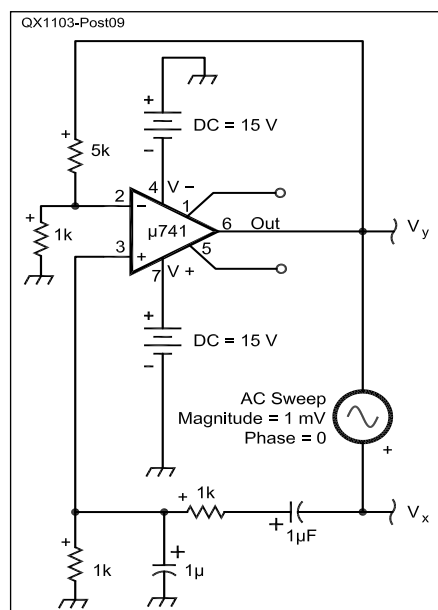 QX1103-Post09
+
DC = 15 V
−
+
5k
4
V −
1
2
−
1k
+
µ741
6
Out
V y
3
+
5
7
V +
+
DC = 15 V
−
AC Sweep
Magnitude = 1 mV
Phase = 0
+
1k
+
+
1µF
V x
+
1k
+
1µ